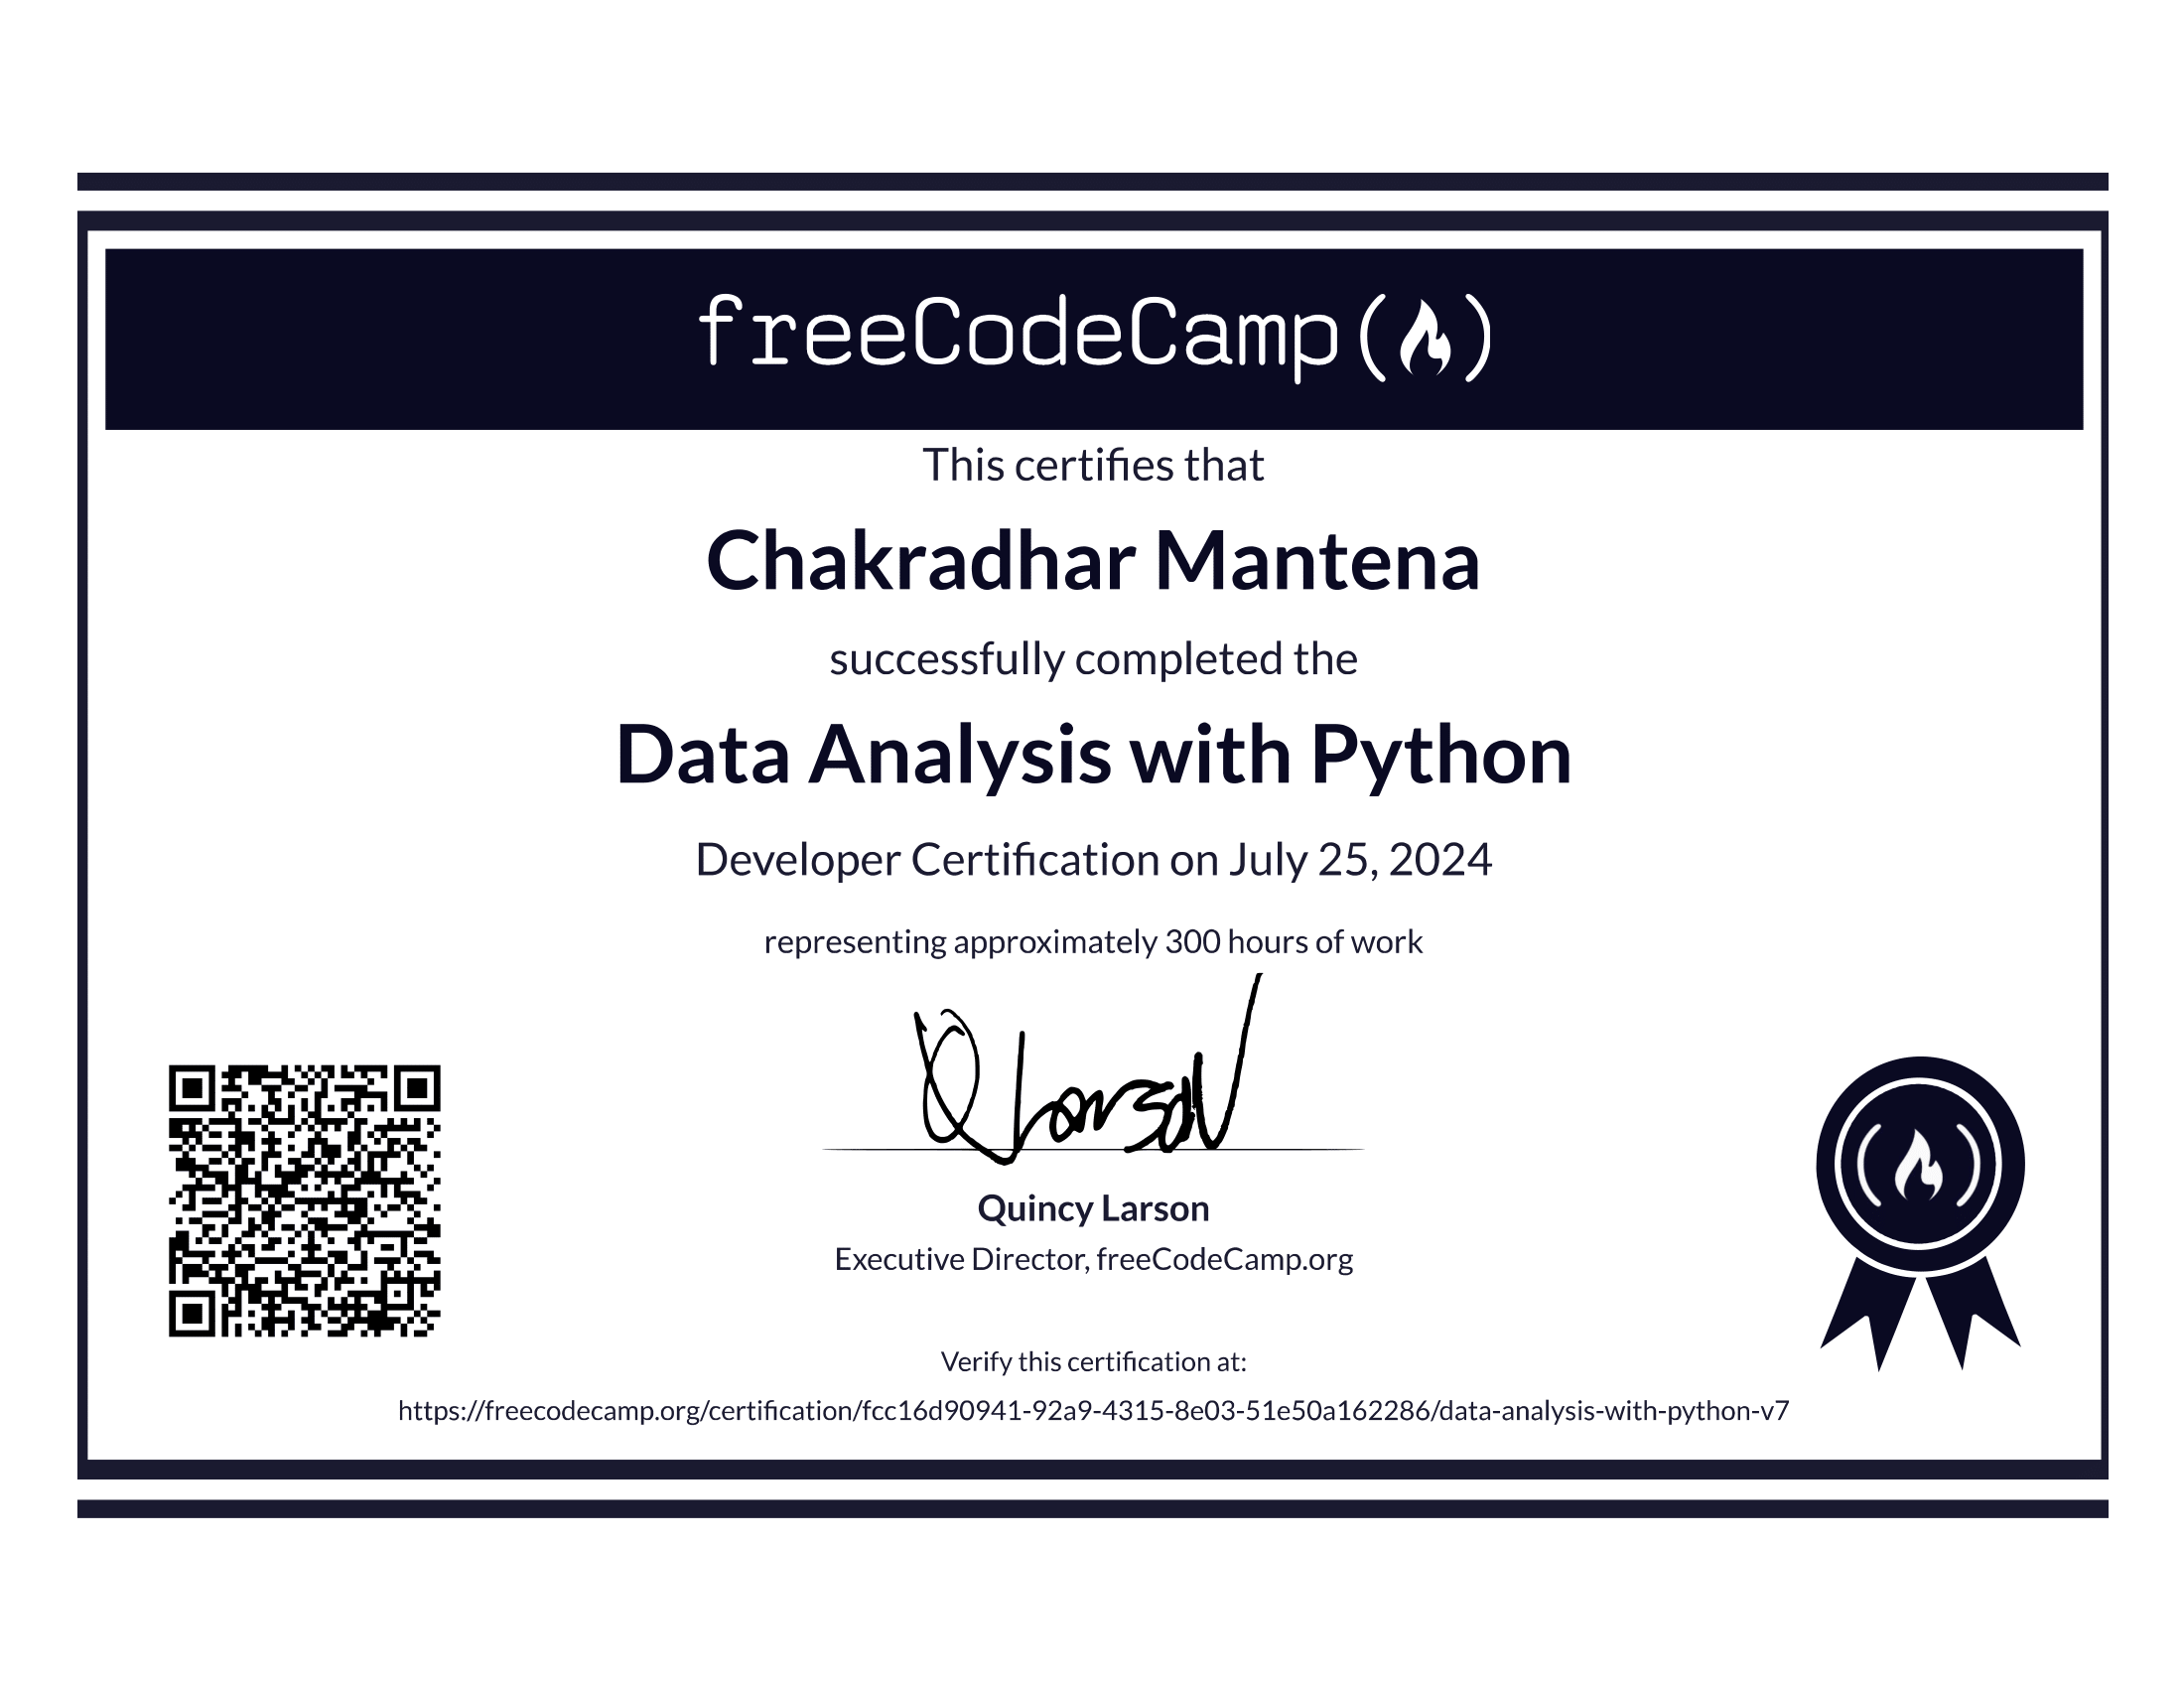 freeCodeCamp
This certifies that
Chakradhar Mantena
successfully completed the
Data Analysis with Python
Developer Certification on July 25, 2024
representing approximately 300 hours of work
Quincy Larson
Executive Director, freeCodeCamp.org
Verify this certification at:
https://freecodecamp.org/certification/fcc16d90941-92a9-4315-8e03-51e50a162286/data-analysis-with-python-v7